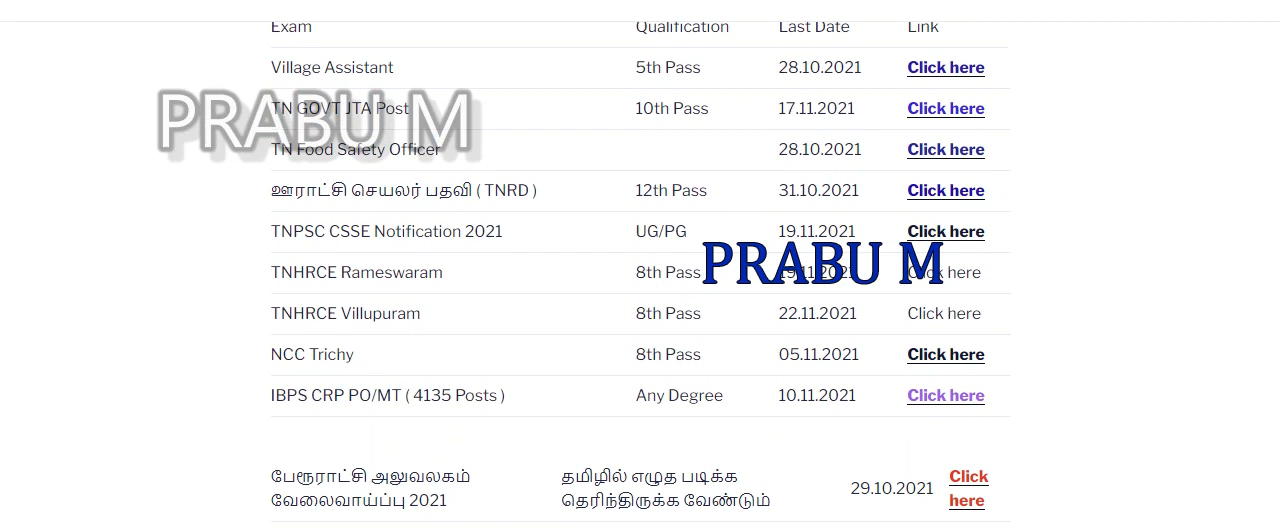 Exam Qualification Last Date Link
Village Assistant 5th Pass 28.10.2021 Click here
TN GOVT JTA Post 10th Pass 17.11.2021 Click here
PRABU M
TN Food Safety Officer 28.10.2021 Click here
ஊராட்சி செயலர் பதவி ( TNRD ) 12th Pass 31.10.2021 Click here
TNPSC CSSE Notification 2021 UG/PG 19.11.2021 Click here
PRABU M
TNHRCE Rameswaram 8th Pass 19.11.2021 Click here
TNHRCE Villupuram 8th Pass 22.11.2021 Click here
NCC Trichy 8th Pass 05.11.2021 Click here
IBPS CRP PO/MT ( 4135 Posts ) Any Degree 10.11.2021 Click here
பேரூராட்சி அலுவலகம் தமிழில் எழுத படிக்க Click
வேலைவாய்ப்பு 2021 தெரிந்திருக்க வேண்டும் 29.10.2021 here